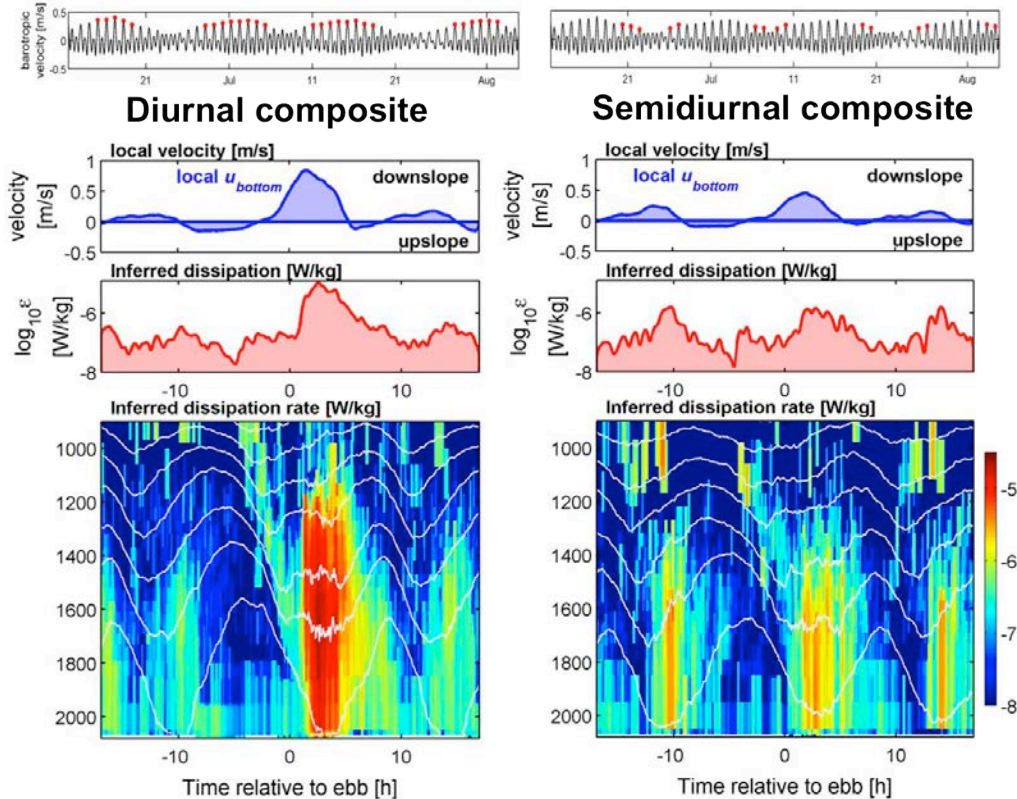 barotropic
velocity [m/s]
0.5
0
-0.5
21 Jul 11 21 Aug
21 Jul 11 21 Aug
Diurnal composite
Semidiurnal composite
local velocity [m/s]
velocity
[m/s]
1
0.5
0
-0.5
local u bottom
downslope
upslope
local velocity [m/s]
velocity
[m/s]
1
0.5
0
-0.5
local u bottom
downslope
upslope
Inferred dissipation [W/kg]
log10ε
[W/kg]
-6
-8
-10 0 10
Inferred dissipation [W/kg]
log10ε
[W/kg]
-6
-8
-10 0 10
Inferred dissipation rate [W/kg]
1000
1200
1400
1600
1800
2000
-10 0 10
Time relative to ebb [h]
Inferred dissipation rate [W/kg]
1000
1200
1400
1600
1800
2000
-10 0 10
Time relative to ebb [h]
-5
-6
-7
-8